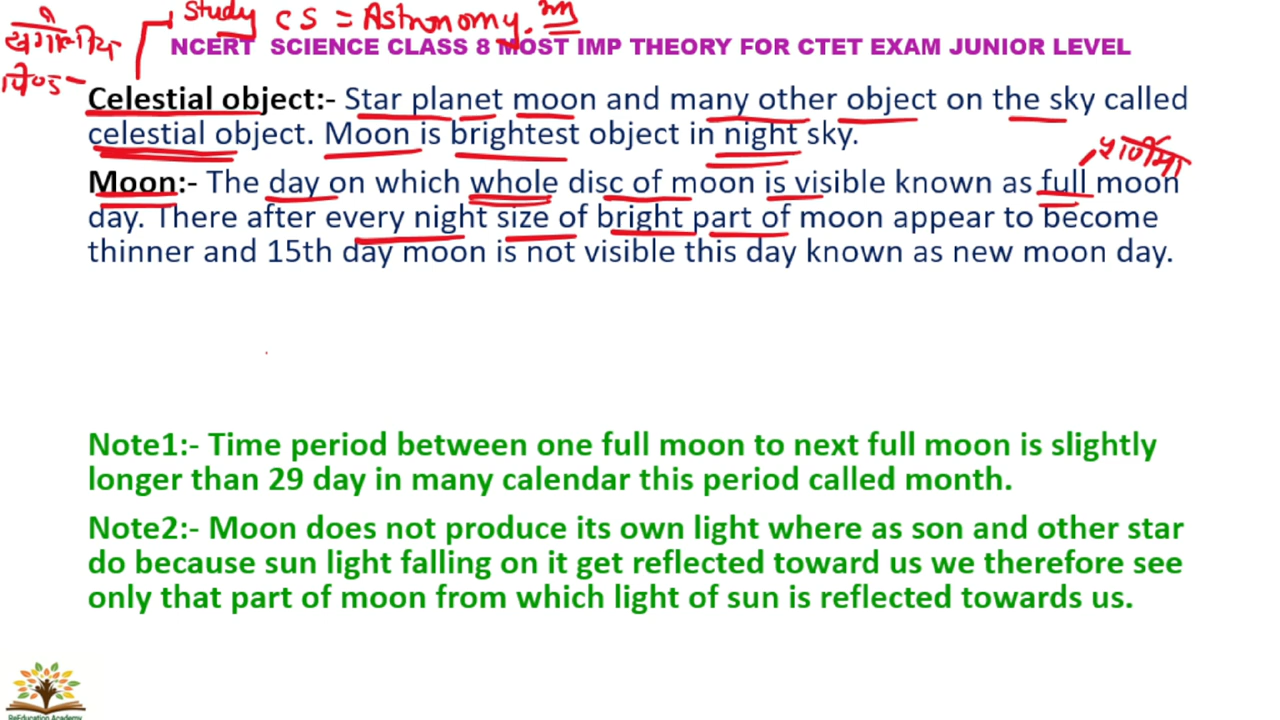 Study CS = Astronomy.
खगोलीय
पिण्ड
NCERT SCIENCE CLASS 8 MOST IMP THEORY FOR CTET EXAM JUNIOR LEVEL
Celestial object:- Star planet moon and many other object on the sky called
celestial object. Moon is brightest object in night sky.
पूर्णिमा
Moon:- The day on which whole disc of moon is visible known as full moon
day. There after every night size of bright part of moon appear to become
thinner and 15th day moon is not visible this day known as new moon day.
Note1:- Time period between one full moon to next full moon is slightly
longer than 29 day in many calendar this period called month.
Note2:- Moon does not produce its own light where as son and other star
do because sun light falling on it get reflected toward us we therefore see
only that part of moon from which light of sun is reflected towards us.
ReEducation Academy